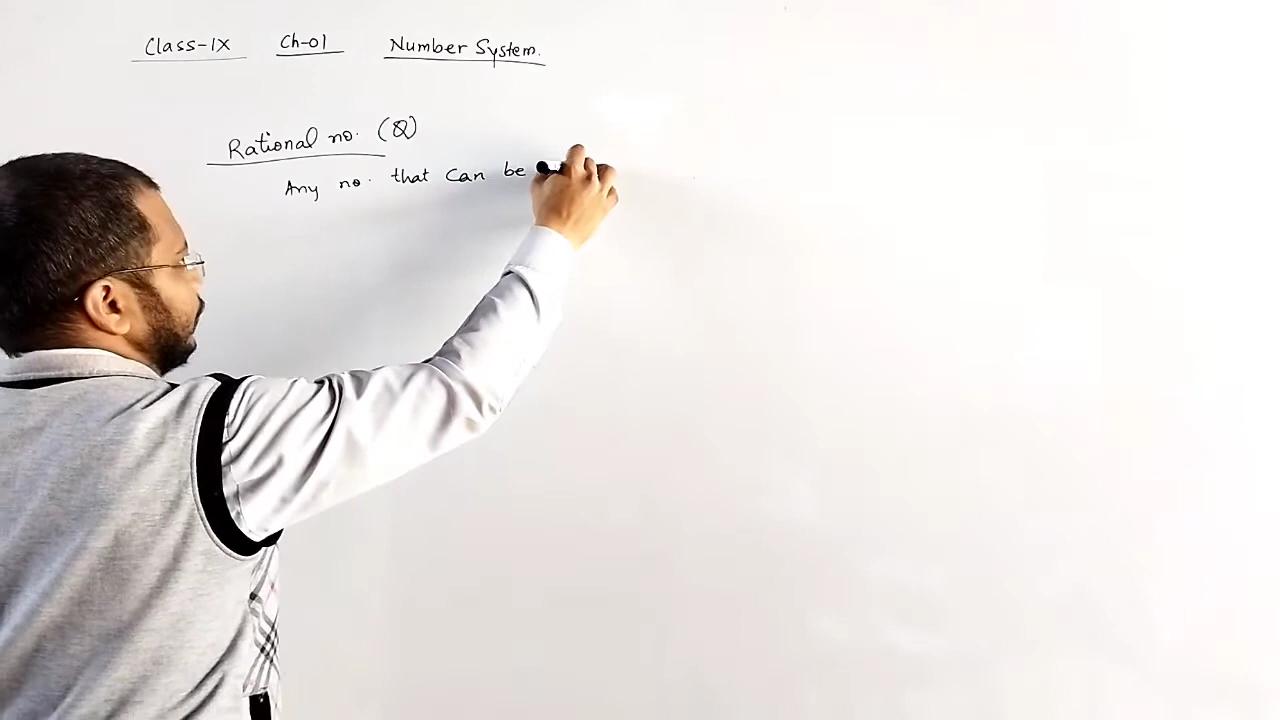 Class-IX Ch-01 Number System.
Rational no. (Q)
Any no. that can be